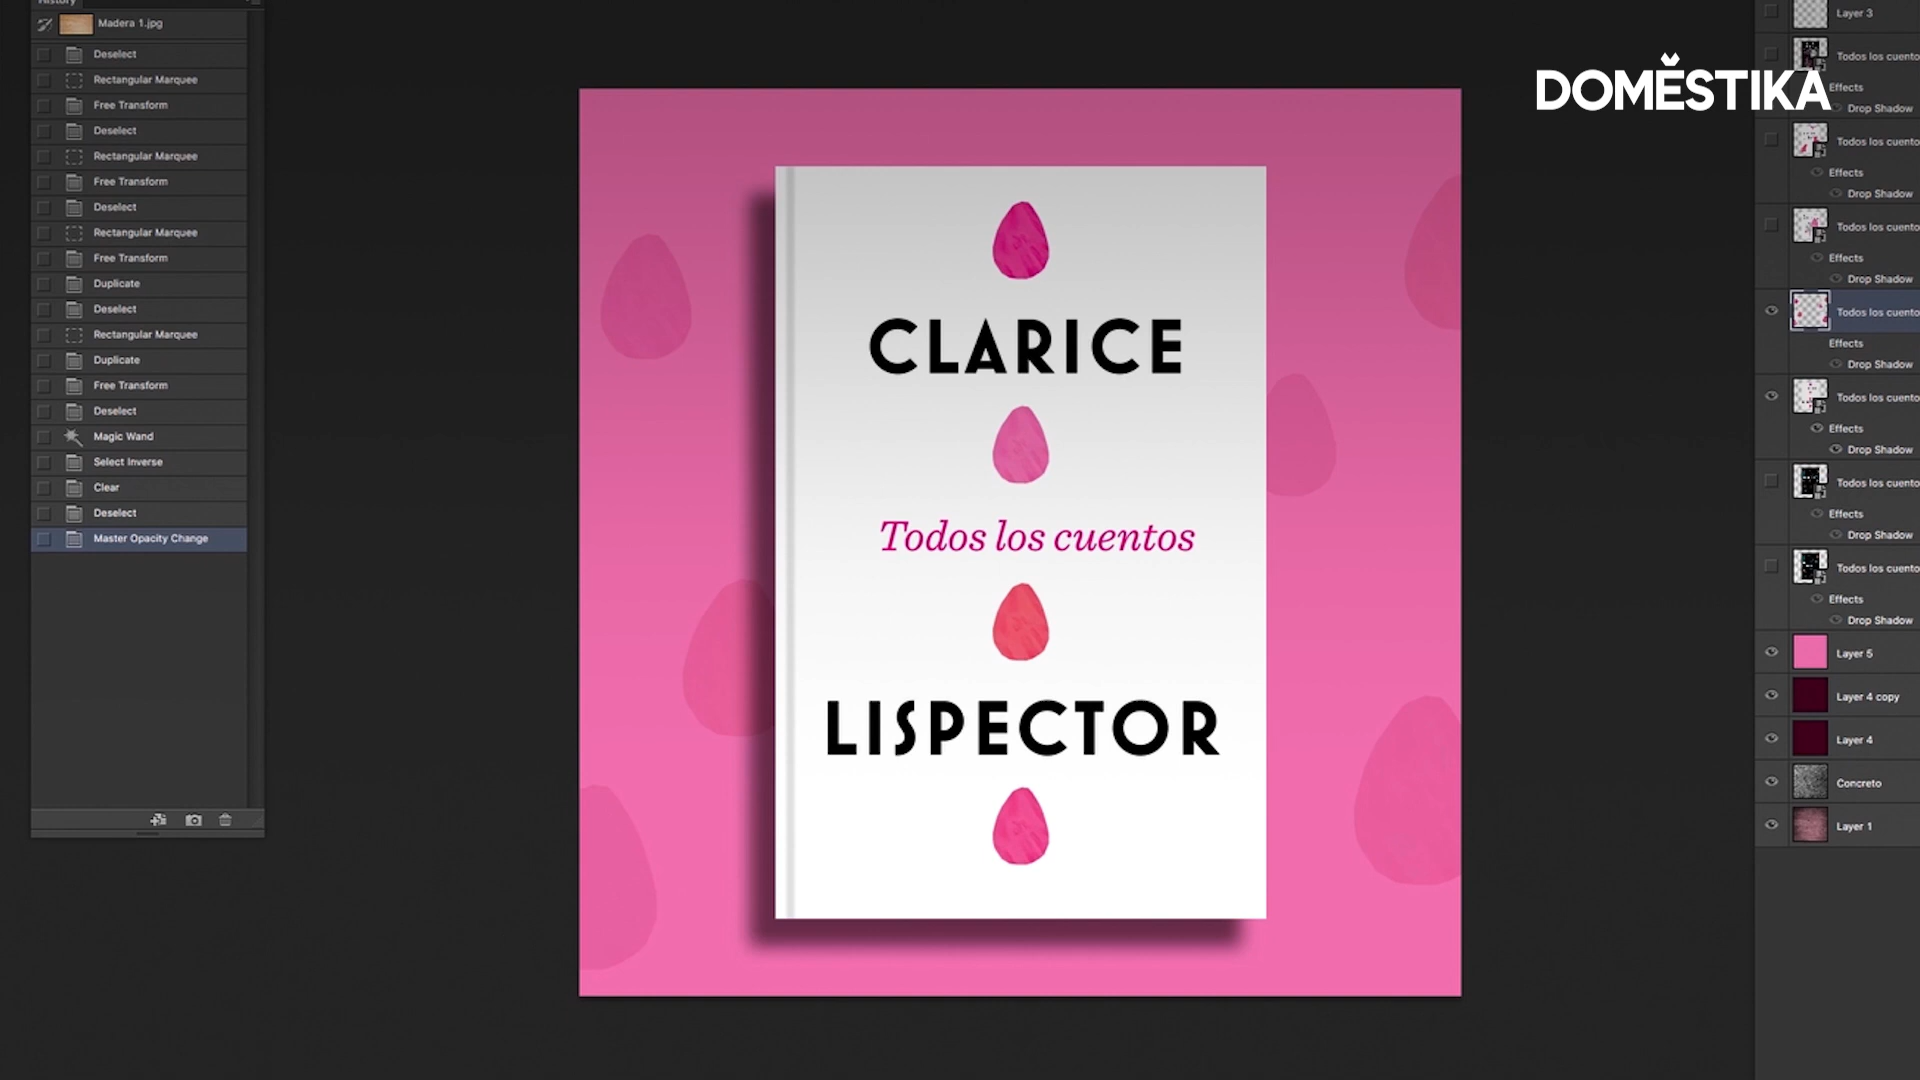 History
Madera 1.jpg
Deselect
Rectangular Marquee
Free Transform
Deselect
Rectangular Marquee
Free Transform
Deselect
Rectangular Marquee
Free Transform
Duplicate
Deselect
Rectangular Marquee
Duplicate
Free Transform
Deselect
Magic Wand
Select Inverse
Clear
Deselect
Master Opacity Change
CLARICE
Todos los cuentos
LISPECTOR
DOMĚSTIKA
Layer 3
Todos los cuento
Effects
Drop Shadow
Todos los cuento
Effects
Drop Shadow
Todos los cuento
Effects
Drop Shadow
Todos los cuento
Effects
Drop Shadow
Todos los cuento
Effects
Drop Shadow
Todos los cuento
Effects
Drop Shadow
Todos los cuento
Effects
Drop Shadow
Layer 5
Layer 4 copy
Layer 4
Concreto
Layer 1